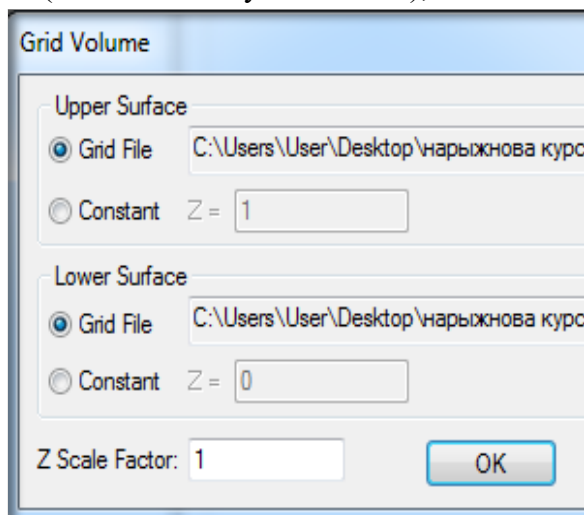 Grid Volume
Upper Surface
Grid File C:\Users\User\Desktop\нарыжнова курс
Constant Z = 1
Lower Surface
Grid File C:\Users\User\Desktop\нарыжнова курс
Constant Z = 0
Z Scale Factor: 1 OK